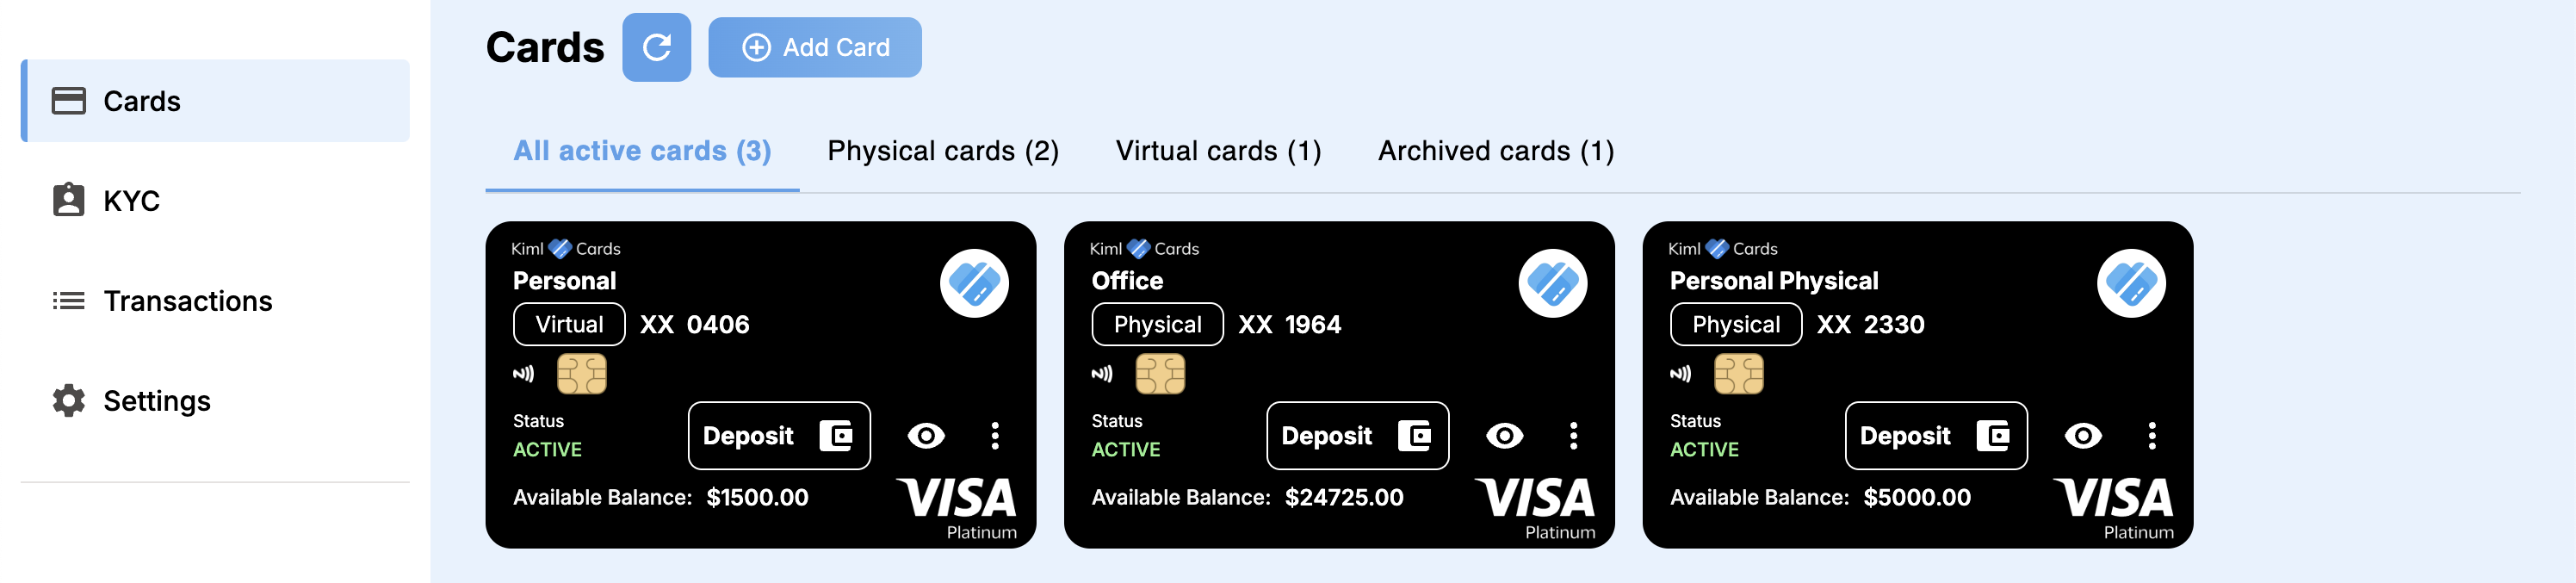 Cards
KYC
Transactions
Settings
Cards
Add Card
All active cards (3) Physical cards (2) Virtual cards (1) Archived cards (1)
Kiml Cards
Personal
Virtual XX 0406
Status
ACTIVE
Deposit
Available Balance: $1500.00
VISA
Platinum
Kiml Cards
Office
Physical XX 1964
Status
ACTIVE
Deposit
Available Balance: $24725.00
VISA
Platinum
Kiml Cards
Personal Physical
Physical XX 2330
Status
ACTIVE
Deposit
Available Balance: $5000.00
VISA
Platinum